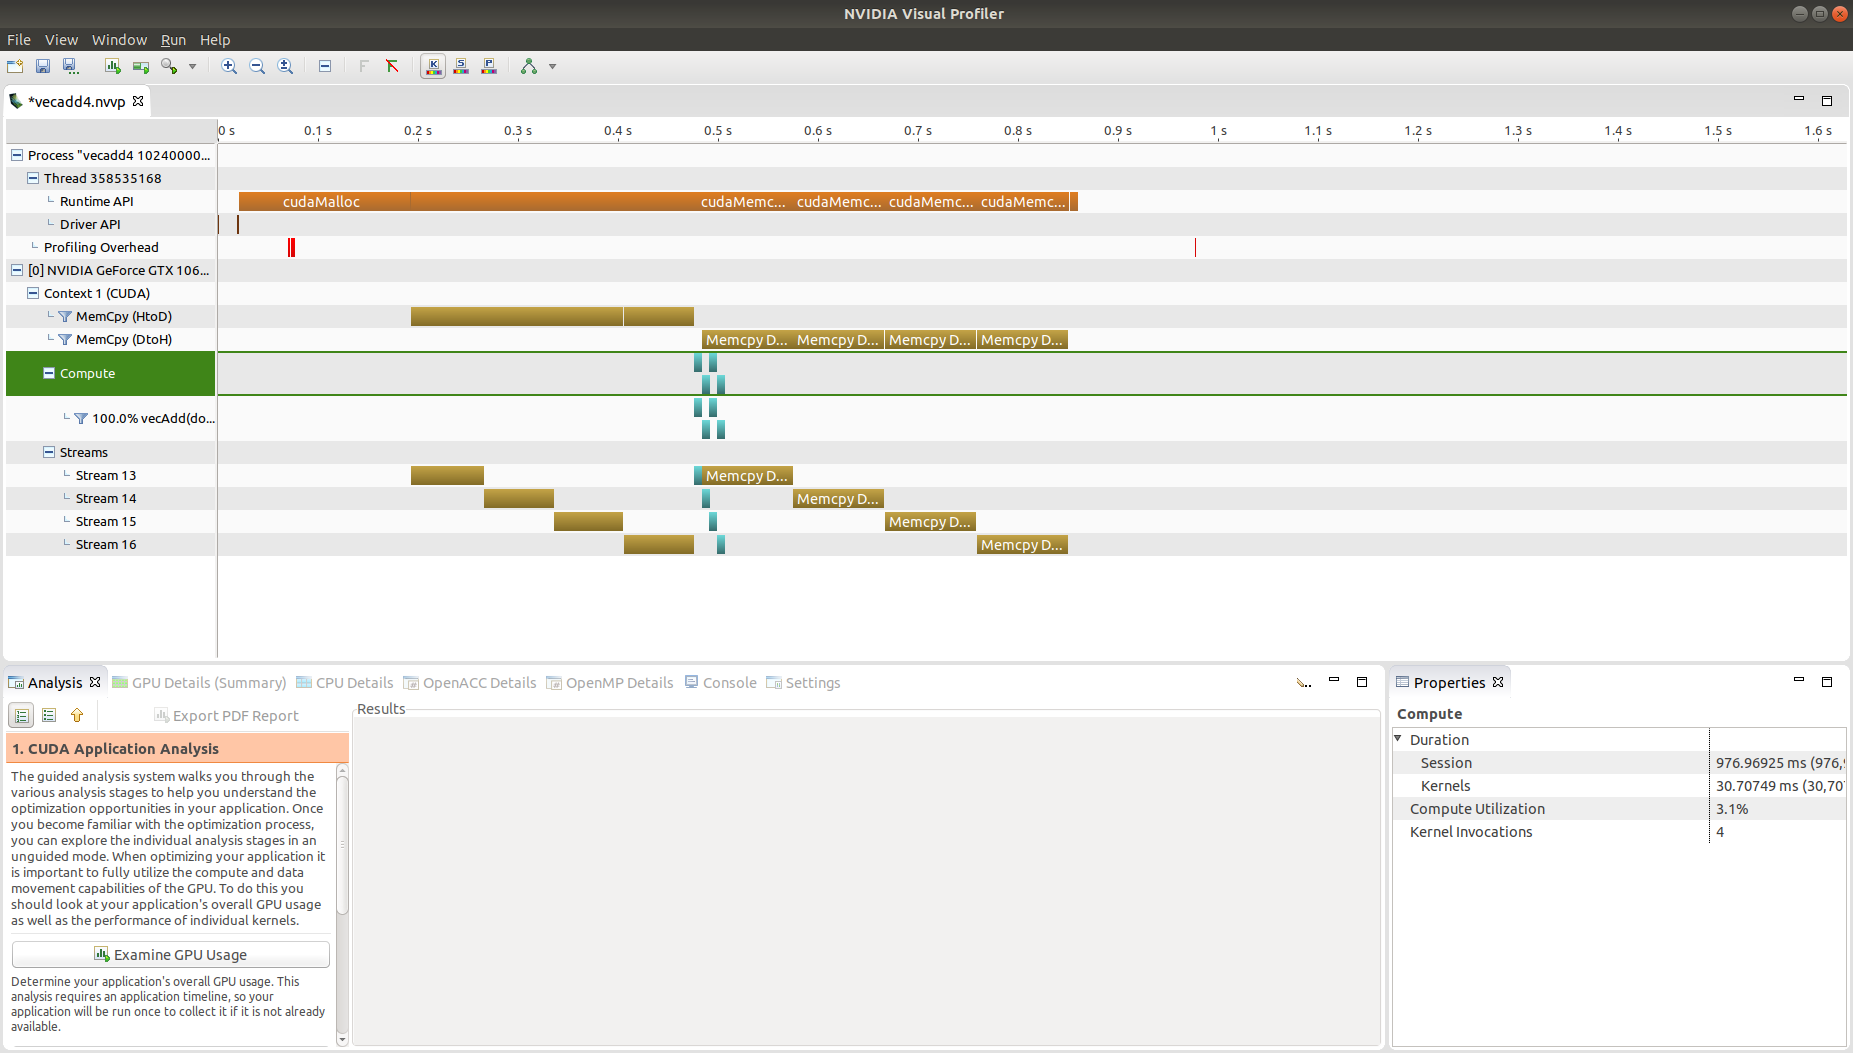 NVIDIA Visual Profiler
File View Window Run Help
*vecadd4.nvvp
0 s 0.1 s 0.2 s 0.3 s 0.4 s 0.5 s 0.6 s 0.7 s 0.8 s 0.9 s 1 s 1.1 s 1.2 s 1.3 s 1.4 s 1.5 s 1.6 s
Process "vecadd4 10240000...
Thread 358535168
Runtime API
cudaMalloc cudaMemc... cudaMemc... cudaMemc... cudaMemc...
Driver API
Profiling Overhead
[0] NVIDIA GeForce GTX 106...
Context 1 (CUDA)
MemCpy (HtoD)
MemCpy (DtoH)
Memcpy D... Memcpy D... Memcpy D... Memcpy D...
Compute
100.0% vecAdd(do...
Streams
Stream 13
Memcpy D...
Stream 14
Memcpy D...
Stream 15
Memcpy D...
Stream 16
Memcpy D...
Analysis GPU Details (Summary) CPU Details OpenACC Details OpenMP Details Console Settings
Export PDF Report
1. CUDA Application Analysis
The guided analysis system walks you through the
various analysis stages to help you understand the
optimization opportunities in your application. Once
you become familiar with the optimization process,
you can explore the individual analysis stages in an
unguided mode. When optimizing your application it
is important to fully utilize the compute and data
movement capabilities of the GPU. To do this you
should look at your application's overall GPU usage
as well as the performance of individual kernels.
Examine GPU Usage
Determine your application's overall GPU usage. This
analysis requires an application timeline, so your
application will be run once to collect it if it is not already
available.
Results
Properties
Compute
Duration
Session 976.96925 ms (976,9
Kernels 30.70749 ms (30,707
Compute Utilization 3.1%
Kernel Invocations 4